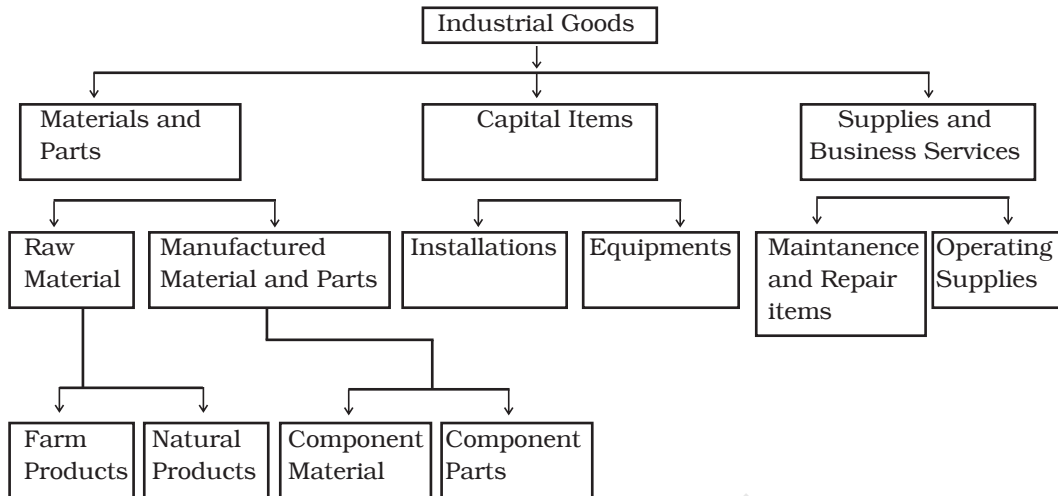 Industrial Goods
Materials and
Parts
Capital Items
Supplies and
Business Services
Raw
Material
Manufactured
Material and Parts
Installations
Equipments
Maintanence
and Repair
items
Operating
Supplies
Farm
Products
Natural
Products
Component
Material
Component
Parts